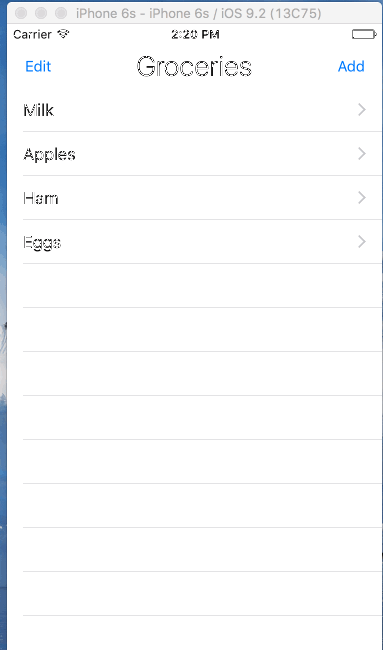 iPhone 6s - iPhone 6s / iOS 9.2 (13C75)
Carrier 2:20 PM
Edit Groceries Add
Milk
Apples
Ham
Eggs